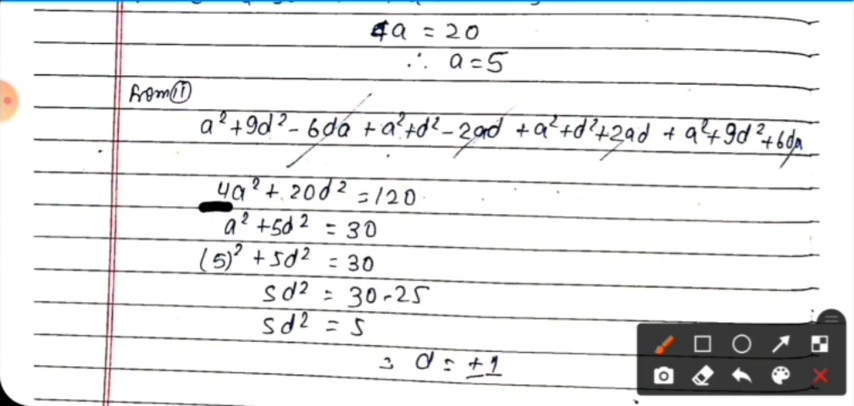 4a = 20
∴ a = 5
from (ii)
a² + 9d² - 6da + a² + d² - 2ad + a² + d² + 2ad + a² + 9d² + 6da
4a² + 20d² = 120
a² + 5d² = 30
(5)² + 5d² = 30
5d² = 30 - 25
5d² = 5
∴ d = ±1